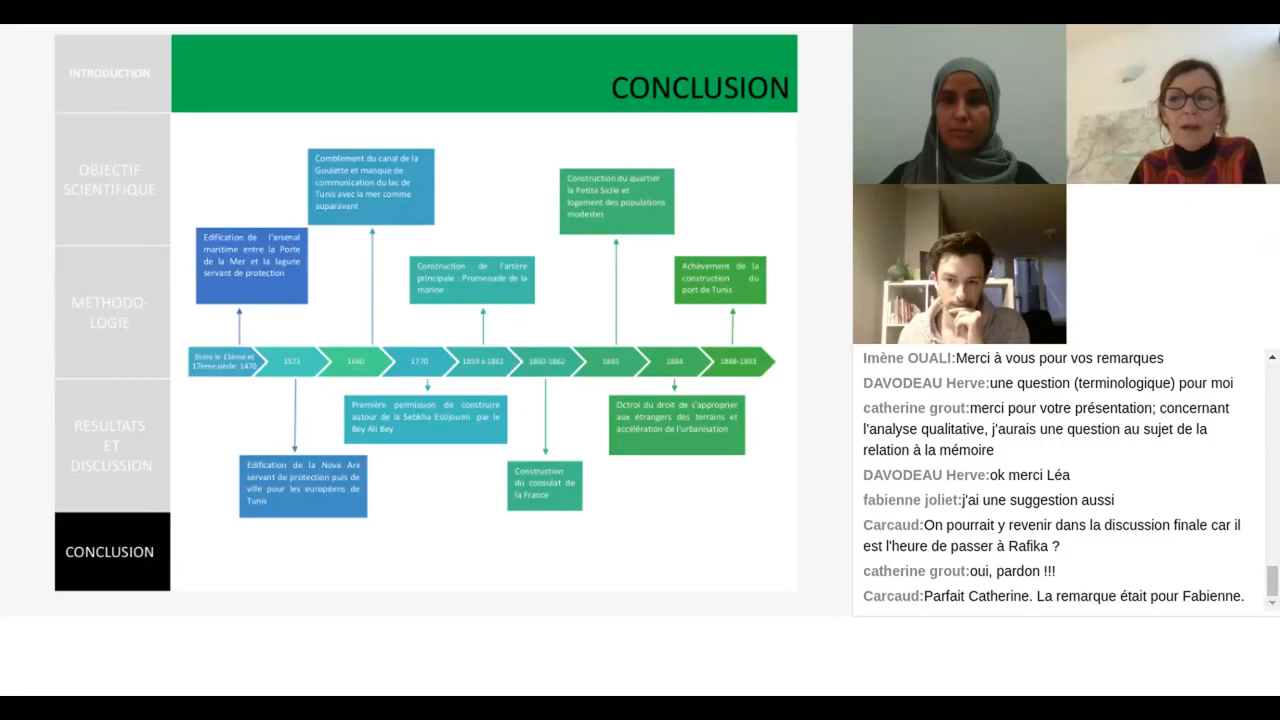 INTRODUCTION
OBJECTIF
SCIENTIFIQUE
METHODO-
LOGIE
RESULTATS
ET
DISCUSSION
CONCLUSION
CONCLUSION
Comblement du canal de la
Goulette et manque de
communication du lac de
Tunis avec la mer comme
auparavant
Construction du quartier
la Petite Sicile et
logement des populations
modestes
Edification de l'arsenal
maritime entre la Porte
de la Mer et la lagune
servant de protection
Construction de l'artère
principale : Promenade de la
marine
Achèvement de la
construction du
port de Tunis
Entre le 13ème et
17ème siècle: 1470
1573
1640
1770
1859 à 1861
1860-1862
1865
1884
1888-1893
Première permission de construire
autour de la Sebkha Essijoumi par le
Bey Ali Bey
Octroi du droit de s'approprier
aux étrangers des terrains et
accélération de l'urbanisation
Edification de la Nova Arx
servant de protection puis de
ville pour les européens de
Tunis
Construction
du consulat de
la France
Imène OUALI:Merci à vous pour vos remarques
DAVODEAU Herve:une question (terminologique) pour moi
catherine grout:merci pour votre présentation; concernant
l'analyse qualitative, j'aurais une question au sujet de la
relation à la mémoire
DAVODEAU Herve:ok merci Léa
fabienne joliet:j'ai une suggestion aussi
Carcaud:On pourrait y revenir dans la discussion finale car il
est l'heure de passer à Rafika ?
catherine grout:oui, pardon !!!
Carcaud:Parfait Catherine. La remarque était pour Fabienne.